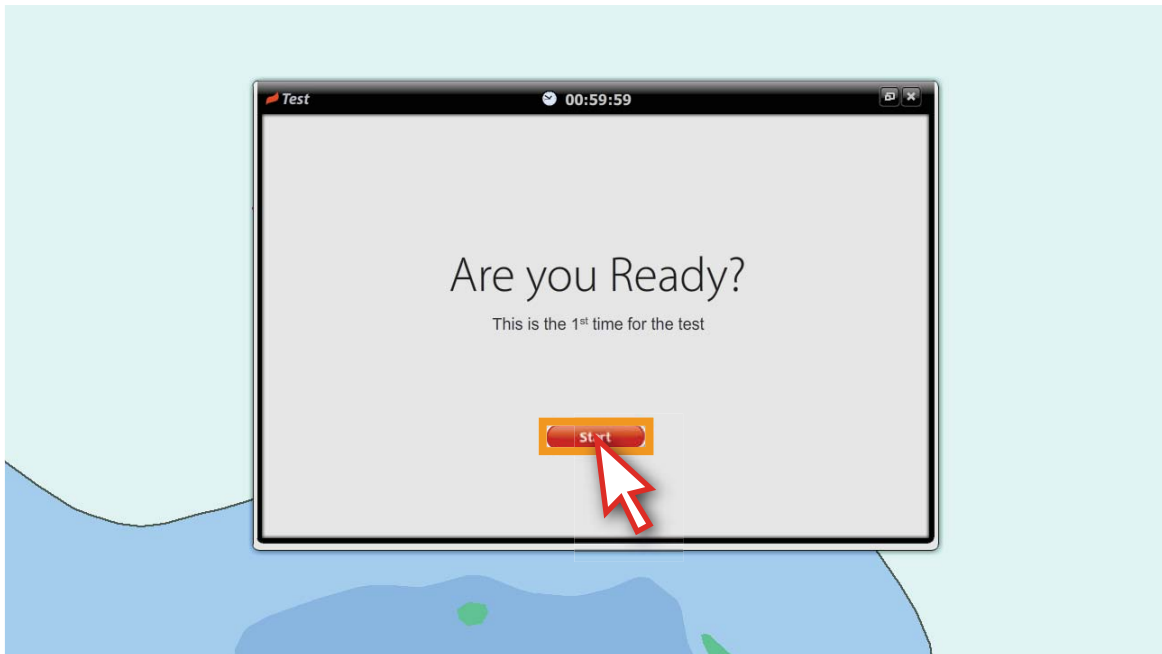 Test
00:59:59
Are you Ready?
This is the 1st time for the test
Start